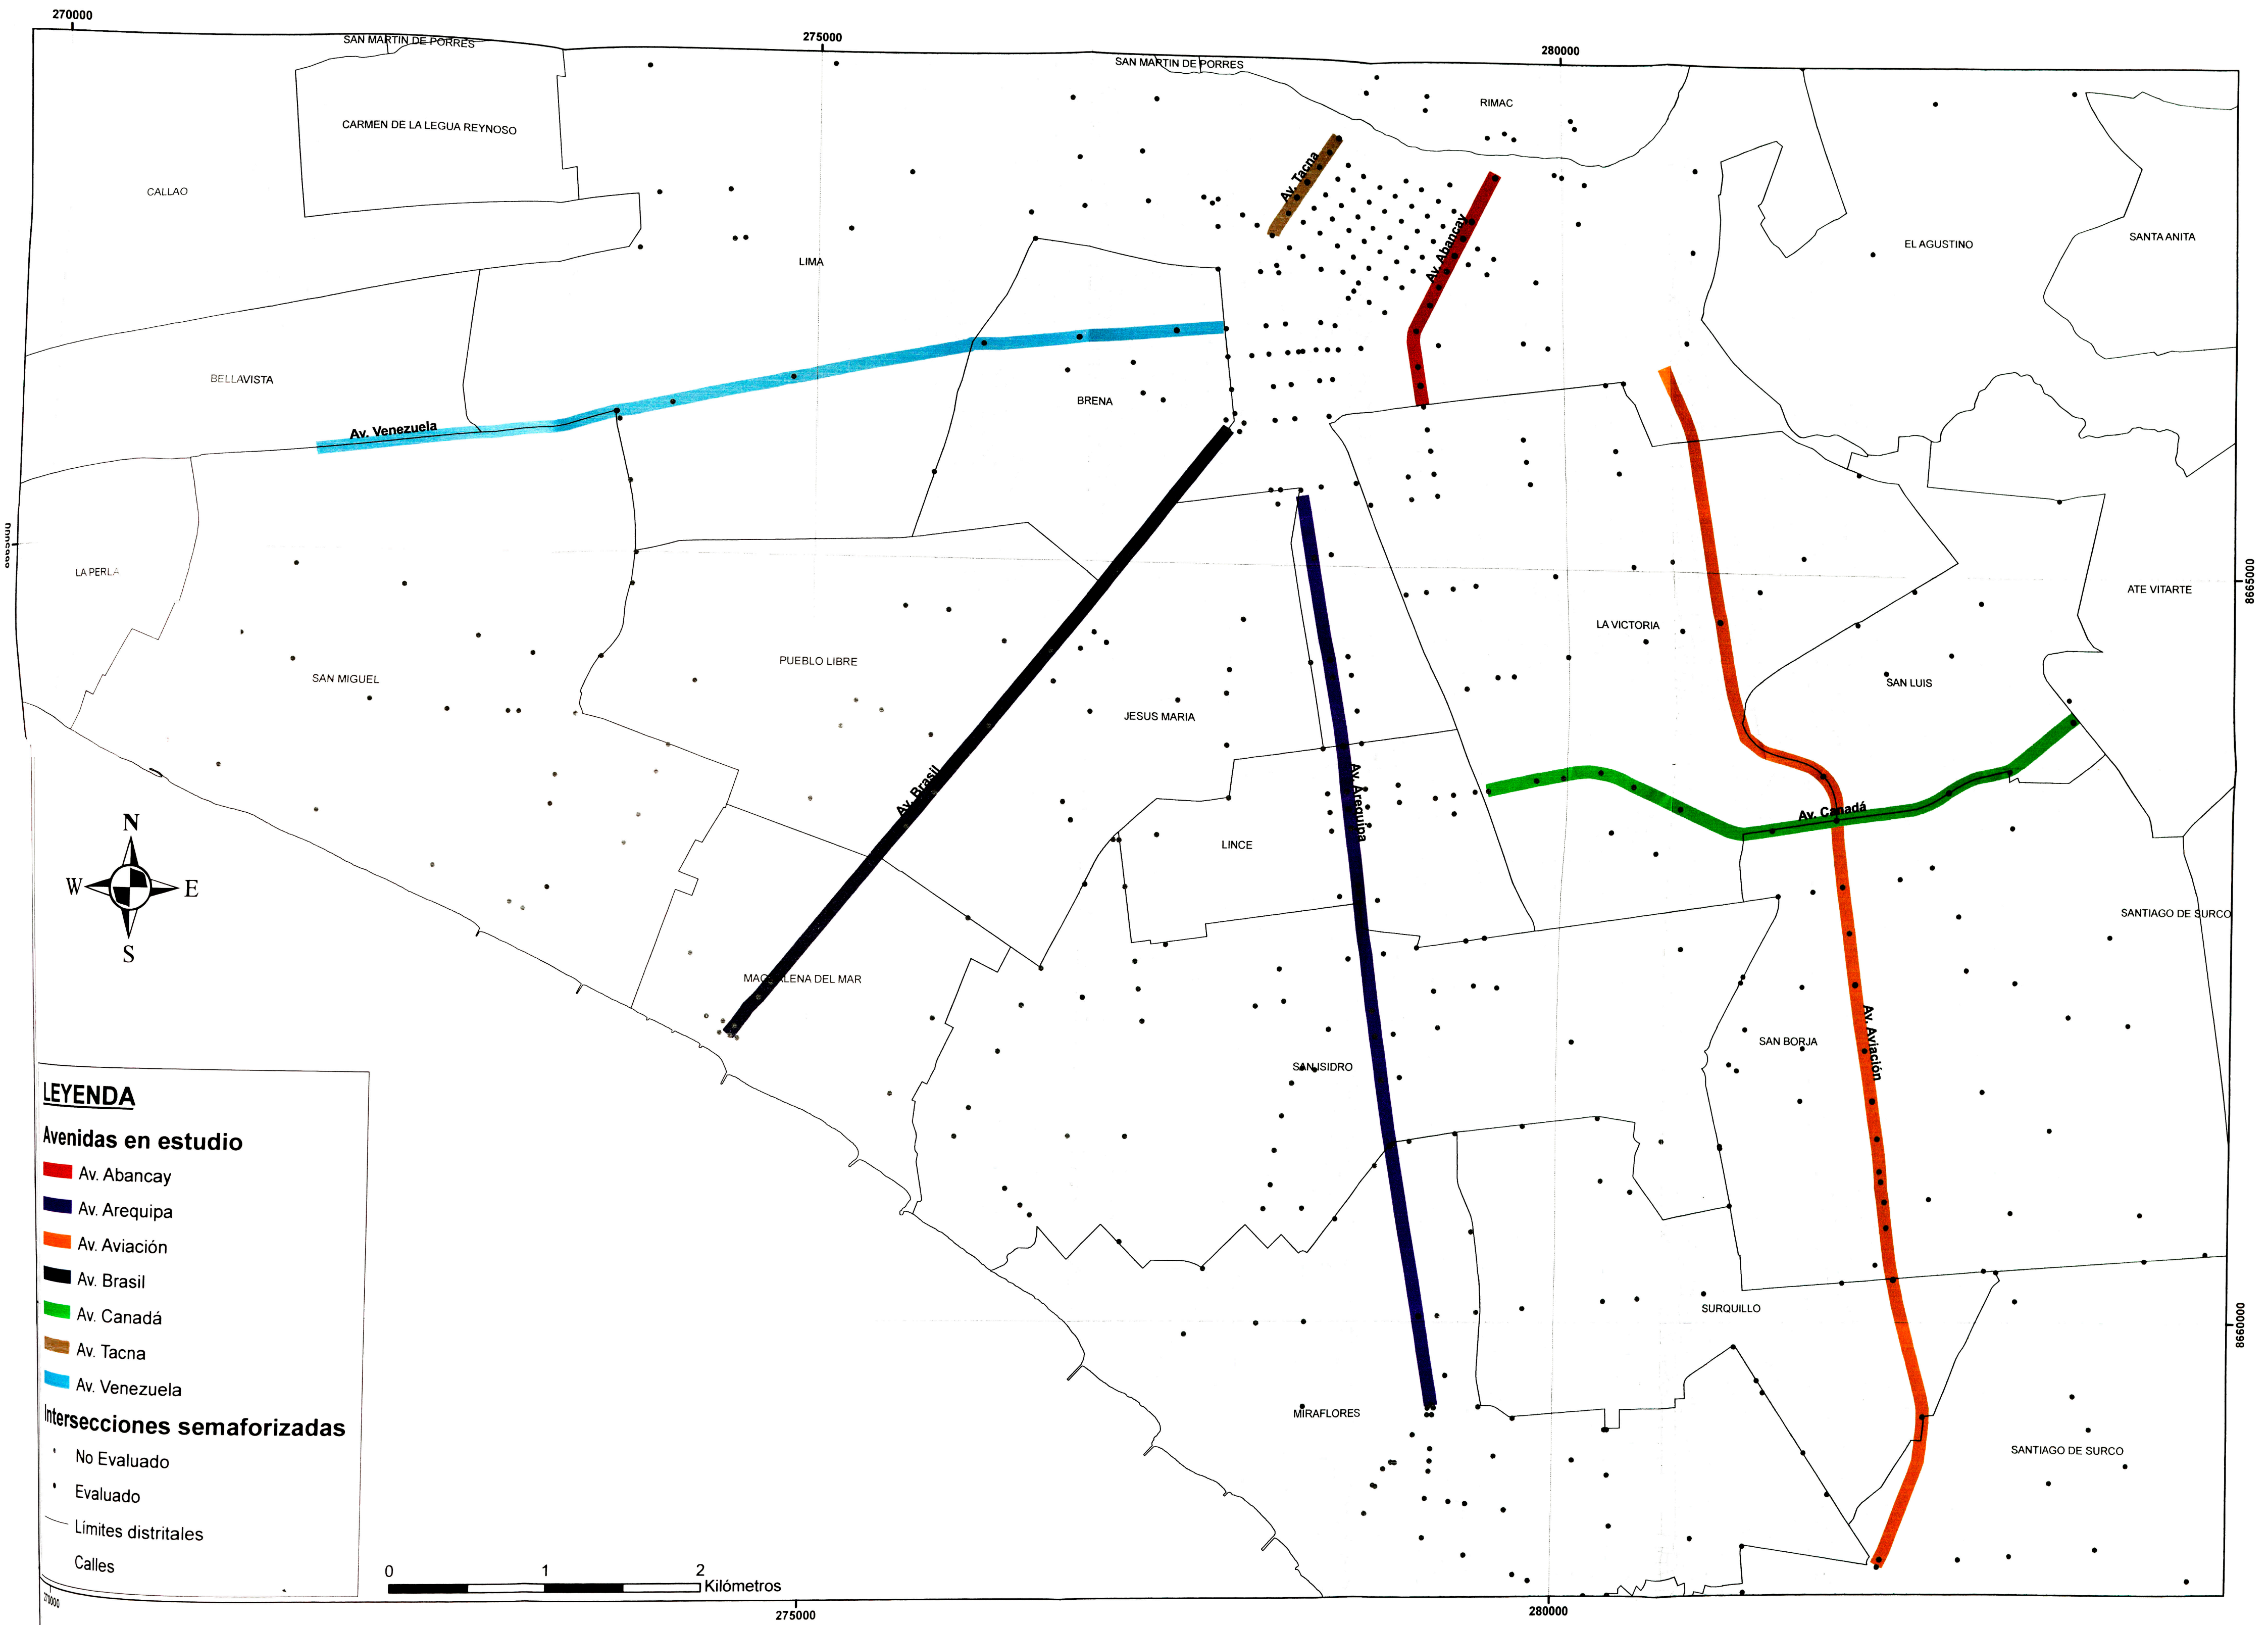 270000
275000
280000
SAN MARTIN DE PORRES
SAN MARTIN DE PORRES
RIMAC
CARMEN DE LA LEGUA REYNOSO
CALLAO
Av. Tacna
Av. Abancay
LIMA
EL AGUSTINO
SANTA ANITA
BELLAVISTA
BRENA
Av. Venezuela
8665000
LA PERLA
ATE VITARTE
LA VICTORIA
PUEBLO LIBRE
SAN MIGUEL
SAN LUIS
JESUS MARIA
Av. Brasil
Av. Arequipa
Av. Canadá
LINCE
N
W
E
S
SANTIAGO DE SURCO
MAGDALENA DEL MAR
SAN ISIDRO
SAN BORJA
Av. Aviación
SURQUILLO
8660000
MIRAFLORES
SANTIAGO DE SURCO
LEYENDA
Avenidas en estudio
Av. Abancay
Av. Arequipa
Av. Aviación
Av. Brasil
Av. Canadá
Av. Tacna
Av. Venezuela
Intersecciones semaforizadas
No Evaluado
Evaluado
Límites distritales
Calles
0 1 2
Kilómetros
270000
275000
280000